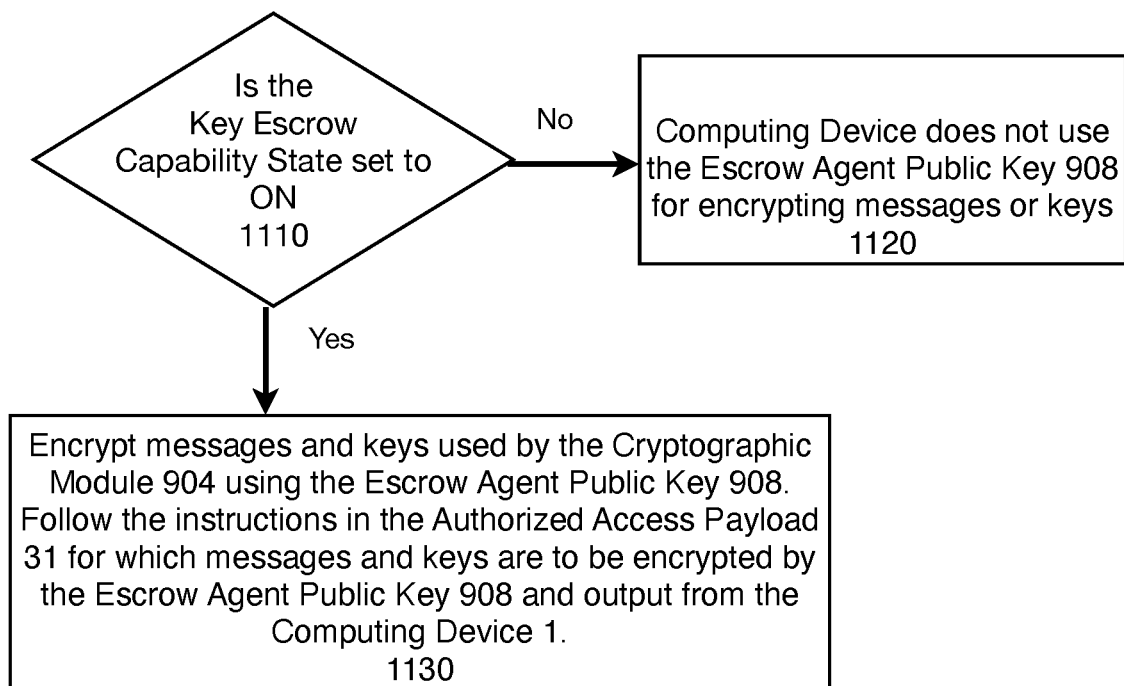 Is the
Key Escrow
Capability State set to
ON
1110
No
Computing Device does not use
the Escrow Agent Public Key 908
for encrypting messages or keys
1120
Yes
Encrypt messages and keys used by the Cryptographic
Module 904 using the Escrow Agent Public Key 908.
Follow the instructions in the Authorized Access Payload
31 for which messages and keys are to be encrypted by
the Escrow Agent Public Key 908 and output from the
Computing Device 1.
1130